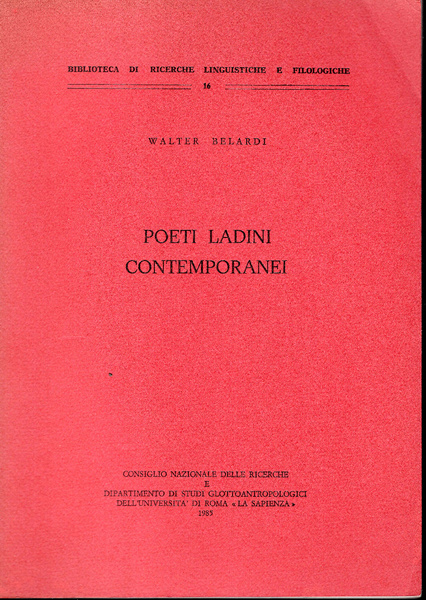 BIBLIOTECA DI RICERCHE LINGUISTICHE E FILOLOGICHE
16
WALTER BELARDI
POETI LADINI
CONTEMPORANEI
CONSIGLIO NAZIONALE DELLE RICERCHE
E
DIPARTIMENTO DI STUDI GLOTTOANTROPOLOGICI
DELL'UNIVERSITA' DI ROMA «LA SAPIENZA»
1985